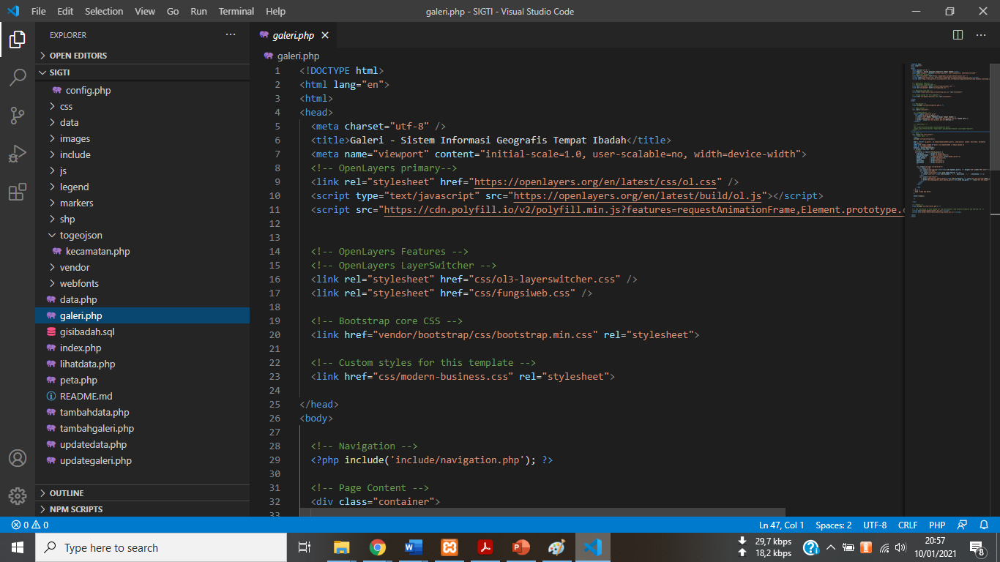 File Edit Selection View Go Run Terminal Help
galeri.php - SIGTI - Visual Studio Code
EXPLORER
OPEN EDITORS
SIGTI
config.php
css
data
images
include
js
legend
markers
shp
togeojson
kecamatan.php
vendor
webfonts
data.php
galeri.php
gisibadah.sql
index.php
lihatdata.php
peta.php
README.md
tambahdata.php
tambahgaleri.php
updatedata.php
updategaleri.php
OUTLINE
NPM SCRIPTS
galeri.php
galeri.php
1 <!DOCTYPE html>
2 <html lang="en">
3 <html>
4 <head>
5 <meta charset="utf-8" />
6 <title>Galeri - Sistem Informasi Geografis Tempat Ibadah</title>
7 <meta name="viewport" content="initial-scale=1.0, user-scalable=no, width=device-width">
8 <!-- OpenLayers primary-->
9 <link rel="stylesheet" href="https://openlayers.org/en/latest/css/ol.css" />
10 <script type="text/javascript" src="https://openlayers.org/en/latest/build/ol.js"></script>
11 <script src="https://cdn.polyfill.io/v2/polyfill.min.js?features=requestAnimationFrame,Element.prototype.
12
13
14 <!-- OpenLayers Features -->
15 <!-- OpenLayers LayerSwitcher -->
16 <link rel="stylesheet" href="css/ol3-layerswitcher.css" />
17 <link rel="stylesheet" href="css/fungsiweb.css" />
18
19 <!-- Bootstrap core CSS -->
20 <link href="vendor/bootstrap/css/bootstrap.min.css" rel="stylesheet">
21
22 <!-- Custom styles for this template -->
23 <link href="css/modern-business.css" rel="stylesheet">
24
25 </head>
26 <body>
27
28 <!-- Navigation -->
29 <?php include('include/navigation.php'); ?>
30
31 <!-- Page Content -->
32 <div class="container">
33
0 0
Ln 47, Col 1 Spaces: 2 UTF-8 CRLF PHP
Type here to search
29,7 kbps
18,2 kbps
20:57
10/01/2021
8